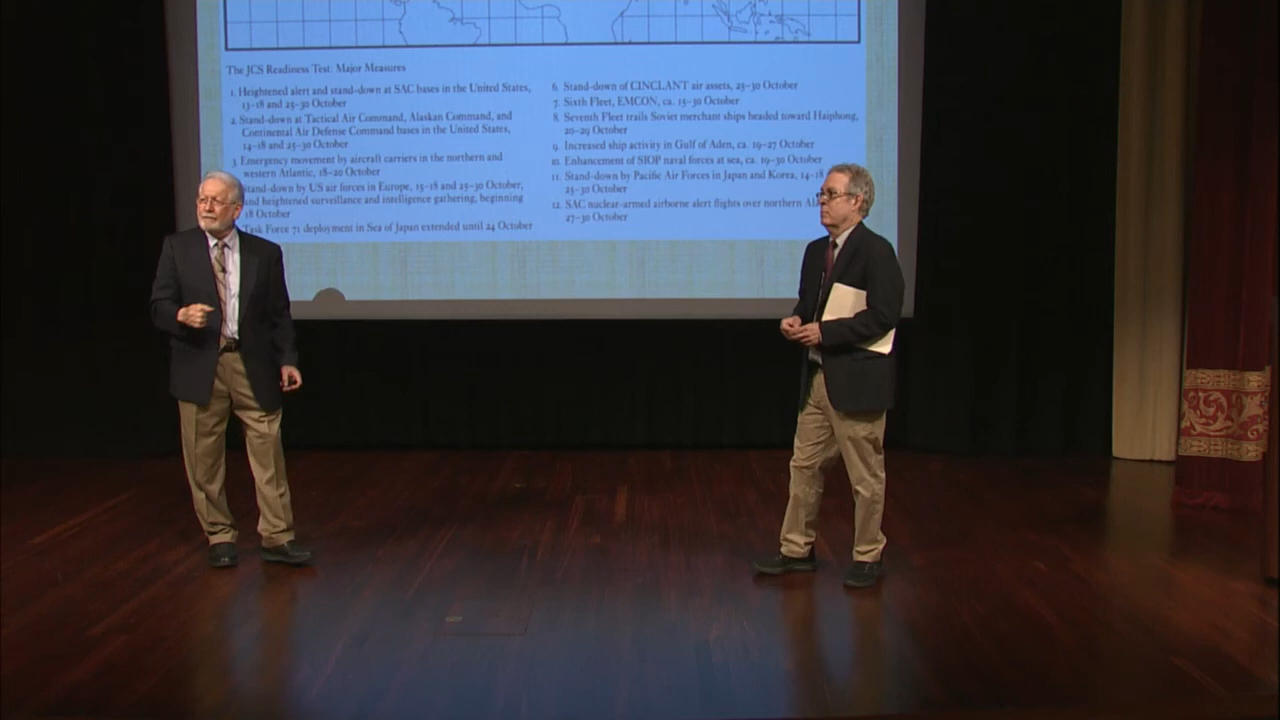 The JCS Readiness Test: Major Measures
1. Heightened alert and stand-down at SAC bases in the United States,
13-18 and 25-30 October
2. Stand-down at Tactical Air Command, Alaskan Command, and
Continental Air Defense Command bases in the United States,
14-18 and 25-30 October
3. Emergency movement by aircraft carriers in the northern and
western Atlantic, 18-20 October
Stand-down by US air forces in Europe, 15-18 and 25-30 October,
and heightened surveillance and intelligence gathering, beginning
18 October
Task Force 71 deployment in Sea of Japan extended until 24 October
6. Stand-down of CINCLANT air assets, 25-30 October
7. Sixth Fleet, EMCON, ca. 15-30 October
8. Seventh Fleet trails Soviet merchant ships headed toward Haiphong,
20-29 October
9. Increased ship activity in Gulf of Aden, ca. 19-27 October
10. Enhancement of SIOP naval forces at sea, ca. 19-30 October
11. Stand-down by Pacific Air Forces in Japan and Korea, 14-18
25-30 October
12. SAC nuclear-armed airborne alert flights over northern
27-30 October